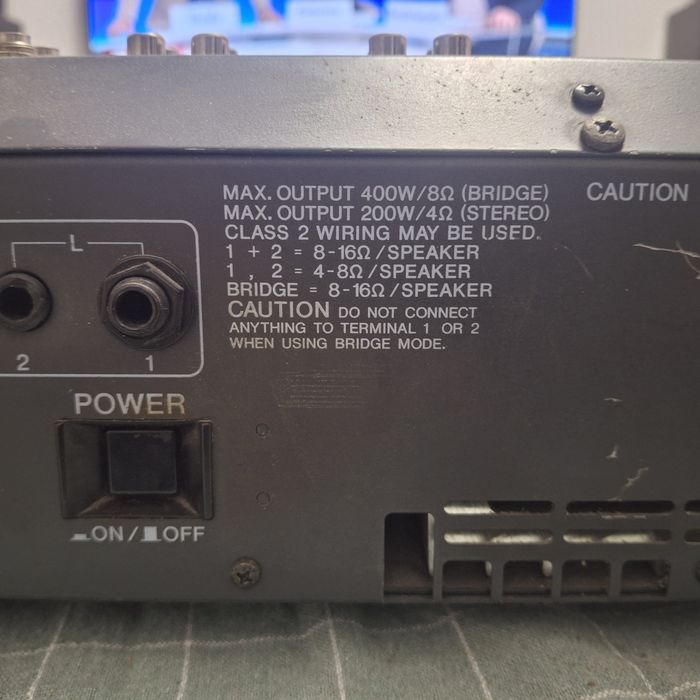 MAX. OUTPUT 400W/8Ω (BRIDGE)
MAX. OUTPUT 200W/4Ω (STEREO)
CLASS 2 WIRING MAY BE USED.
1 + 2 = 8-16Ω/SPEAKER
1 , 2 = 4-8Ω/SPEAKER
BRIDGE = 8-16Ω/SPEAKER
CAUTION DO NOT CONNECT
ANYTHING TO TERMINAL 1 OR 2
WHEN USING BRIDGE MODE.
CAUTION
L
2 1
POWER
ON/OFF